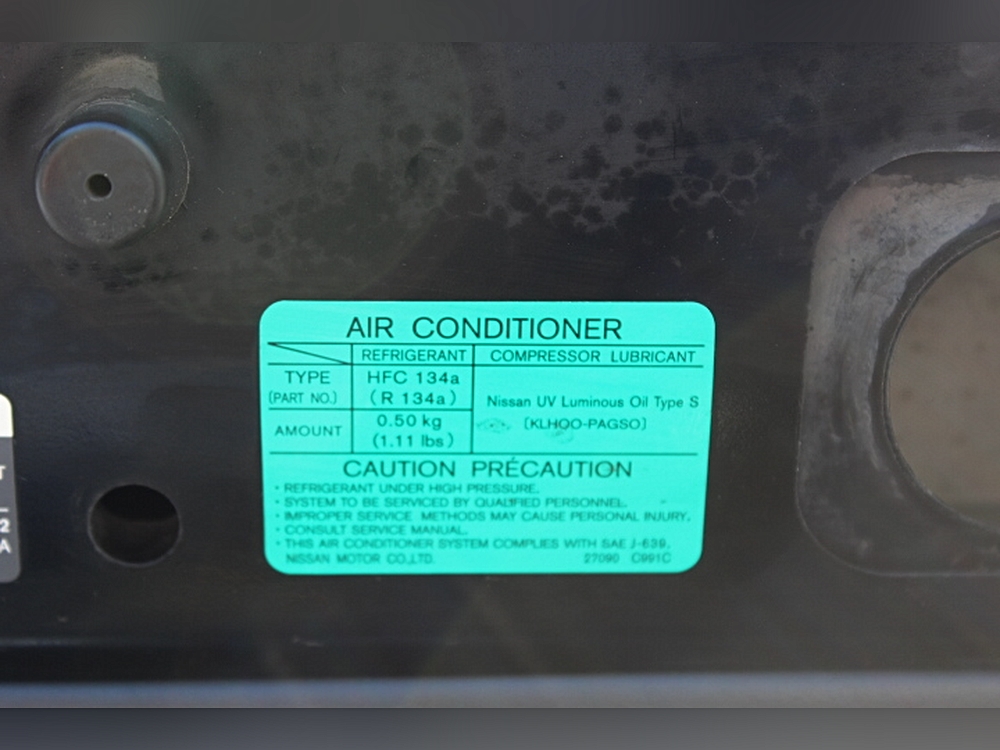 AIR CONDITIONER
REFRIGERANT COMPRESSOR LUBRICANT
TYPE
(PART NO.)
HFC 134a
(R 134a)
Nissan UV Luminous Oil Type S
[KLHOO-PAGSO]
AMOUNT
0.50 kg
(1.11 lbs)
CAUTION PRÉCAUTION
• REFRIGERANT UNDER HIGH PRESSURE.
• SYSTEM TO BE SERVICED BY QUALIFIED PERSONNEL.
• IMPROPER SERVICE METHODS MAY CAUSE PERSONAL INJURY.
• CONSULT SERVICE MANUAL.
• THIS AIR CONDITIONER SYSTEM COMPLIES WITH SAE J-639.
NISSAN MOTOR CO.,LTD. 27090 C991C
T
2
A